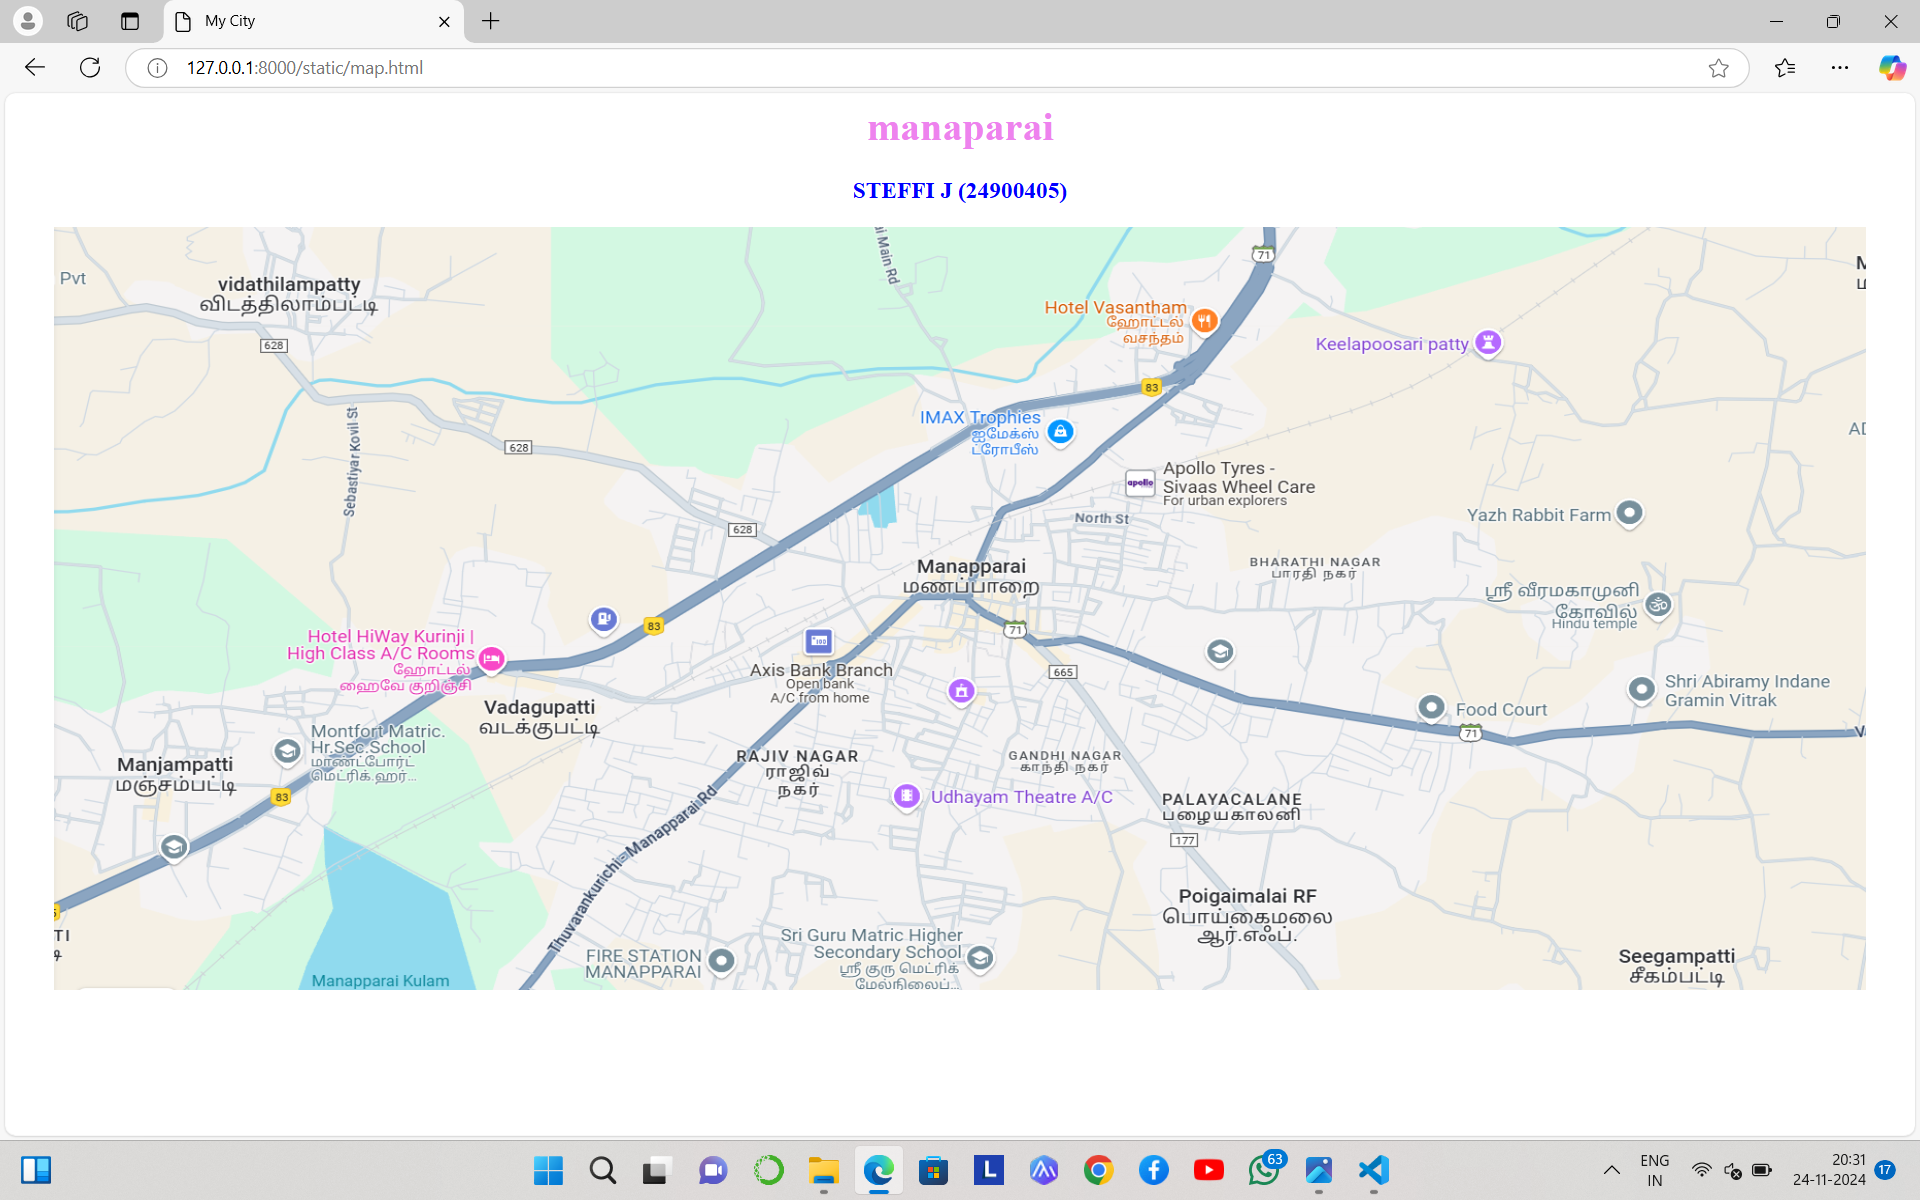 My City
127.0.0.1:8000/static/map.html
manaparai
STEFFI J (24900405)
Pvt
vidathilampatty
விடத்திலாம்பட்டி
628
Sebastiyar Kovil St
628
628
i Main Rd
71
Hotel Vasantham
ஹோட்டல்
வசந்தம்
Keelapoosari patty
83
IMAX Trophies
ஐமேக்ஸ்
ட்ரோபீஸ்
apollo
Apollo Tyres -
Sivaas Wheel Care
For urban explorers
North St
AD
Yazh Rabbit Farm
Manapparai
மணப்பாறை
BHARATHI NAGAR
பாரதி நகர்
ஸ்ரீ வீரமகாமுனி
கோவில்
Hindu temple
83
71
Hotel HiWay Kurinji |
High Class A/C Rooms
ஹோட்டல்
ஹைவே குறிஞ்சி
Axis Bank Branch
Open bank
A/C from home
665
Shri Abiramy Indane
Gramin Vitrak
Food Court
71
Vadagupatti
வடக்குபட்டி
Montfort Matric.
Hr.Sec.School
மாண்ட்போர்ட்
மெட்ரிக் ஹர்...
Manjampatti
மஞ்சம்பட்டி
83
RAJIV NAGAR
ராஜிவ்
நகர்
GANDHI NAGAR
காந்தி நகர்
Udhayam Theatre A/C
PALAYACALANE
பழையகாலனி
177
Thuvarankurichi - Manapparai Rd
Poigaimalai RF
பொய்கைமலை
ஆர்.எஃப்.
TI
டி
FIRE STATION
MANAPPARAI
Sri Guru Matric Higher
Secondary School
ஸ்ரீ குரு மெட்ரிக்
மேல்நிலைப்...
Seegampatti
சீகம்பட்டி
Manapparai Kulam
63
ENG
IN
20:31
24-11-2024
17